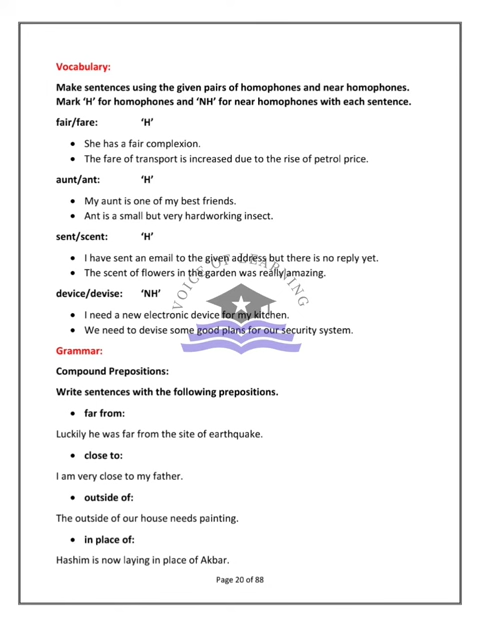 Vocabulary:
Make sentences using the given pairs of homophones and near homophones.
Mark ‘H’ for homophones and ‘NH’ for near homophones with each sentence.
fair/fare: ‘H’
• She has a fair complexion.
• The fare of transport is increased due to the rise of petrol price.
aunt/ant: ‘H’
• My aunt is one of my best friends.
• Ant is a small but very hardworking insect.
sent/scent: ‘H’
• I have sent an email to the given address but there is no reply yet.
• The scent of flowers in the garden was really amazing.
VOICE OF LEARNING
device/devise: ‘NH’
• I need a new electronic device for my kitchen.
• We need to devise some good plans for our security system.
Grammar:
Compound Prepositions:
Write sentences with the following prepositions.
• far from:
Luckily he was far from the site of earthquake.
• close to:
I am very close to my father.
• outside of:
The outside of our house needs painting.
• in place of:
Hashim is now laying in place of Akbar.
Page 20 of 88